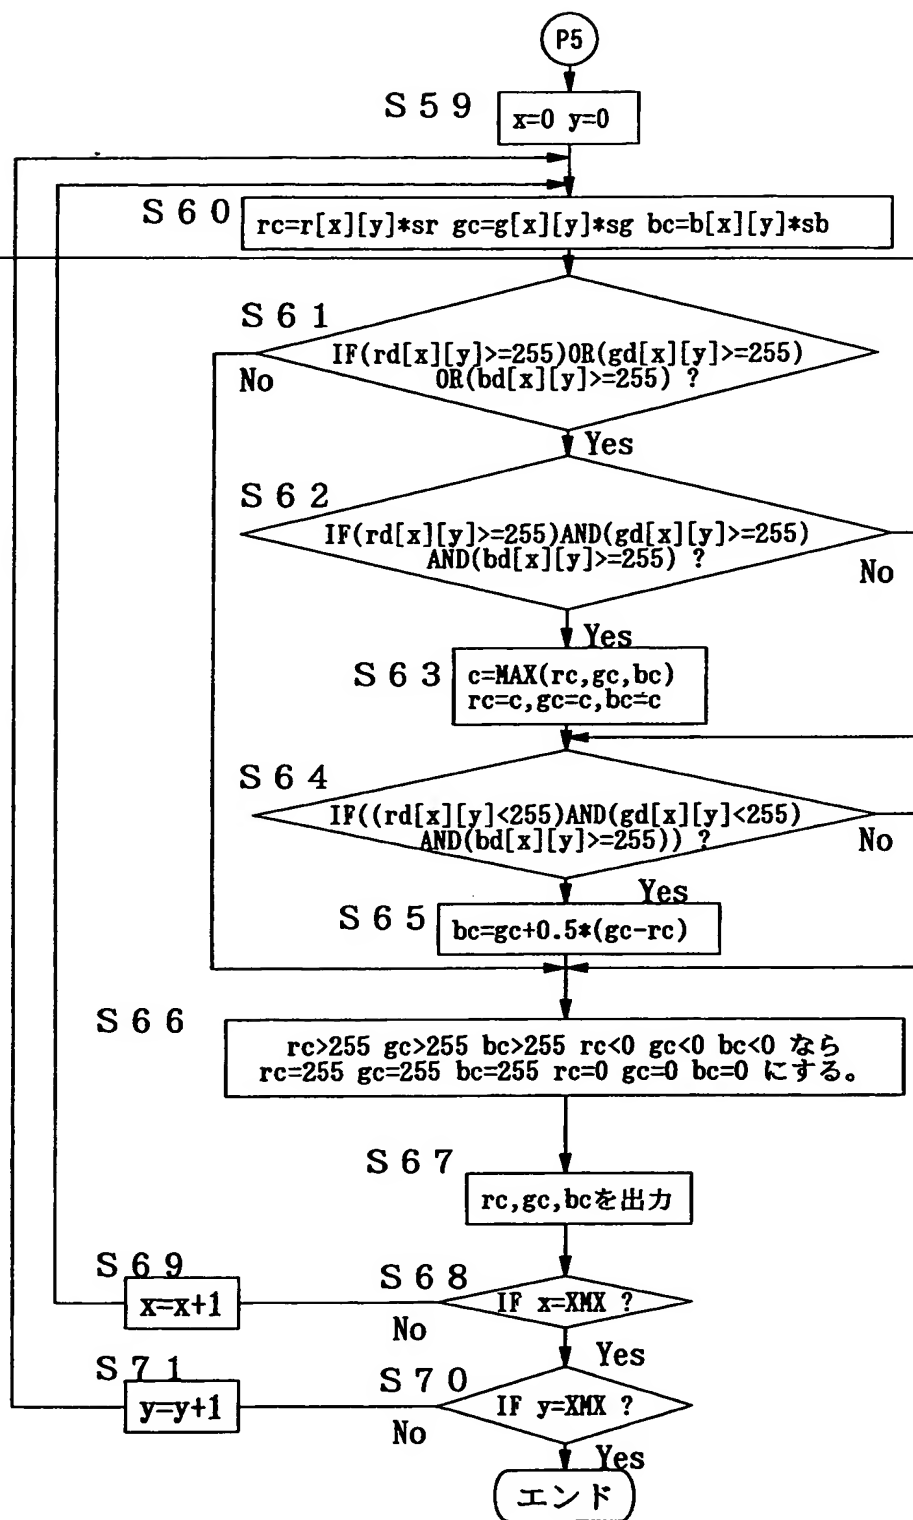 P5
S59
x=0 y=0
S60
rc=r[x][y]*sr gc=g[x][y]*sg bc=b[x][y]*sb
S61
IF(rd[x][y]>=255)OR(gd[x][y]>=255)
OR(bd[x][y]>=255) ?
No
Yes
S62
IF(rd[x][y]>=255)AND(gd[x][y]>=255)
AND(bd[x][y]>=255) ?
No
Yes
S63
c=MAX(rc,gc,bc)
rc=c,gc=c,bc=c
S64
IF((rd[x][y]<255)AND(gd[x][y]<255)
AND(bd[x][y]>=255)) ?
No
Yes
S65
bc=gc+0.5*(gc-rc)
S66
rc>255 gc>255 bc>255 rc<0 gc<0 bc<0 なら
rc=255 gc=255 bc=255 rc=0 gc=0 bc=0 にする。
S67
rc,gc,bcを出力
S69
x=x+1
S68
IF x=XMX ?
No
Yes
S71
y=y+1
S70
IF y=XMX ?
No
Yes
エンド